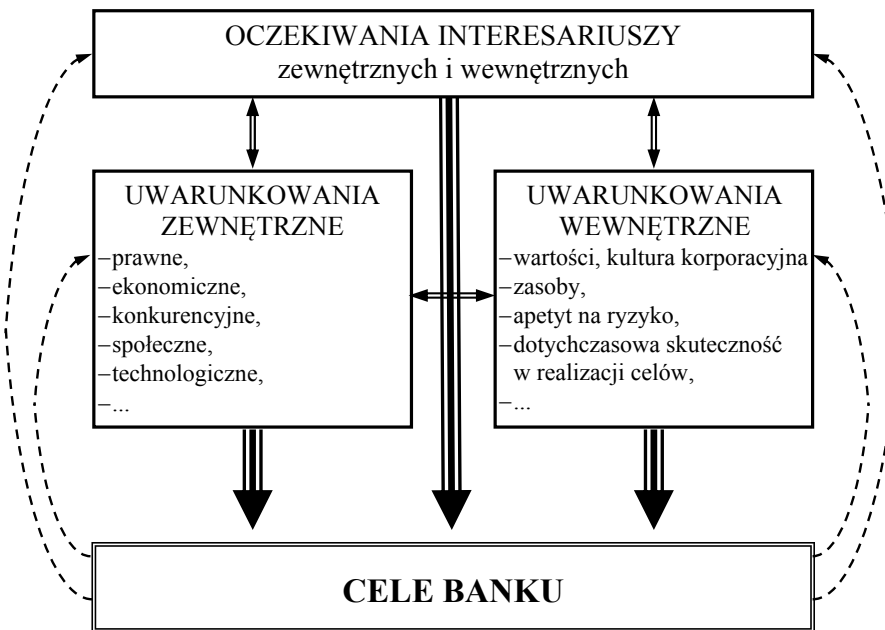 OCZEKIWANIA INTERESARIUSZY
zewnętrznych i wewnętrznych
UWARUNKOWANIA
ZEWNĘTRZNE
–prawne,
–ekonomiczne,
–konkurencyjne,
–społeczne,
–technologiczne,
–...
UWARUNKOWANIA
WEWNĘTRZNE
–wartości, kultura korporacyjna
–zasoby,
–apetyt na ryzyko,
–dotychczasowa skuteczność
w realizacji celów,
–...
CELE BANKU